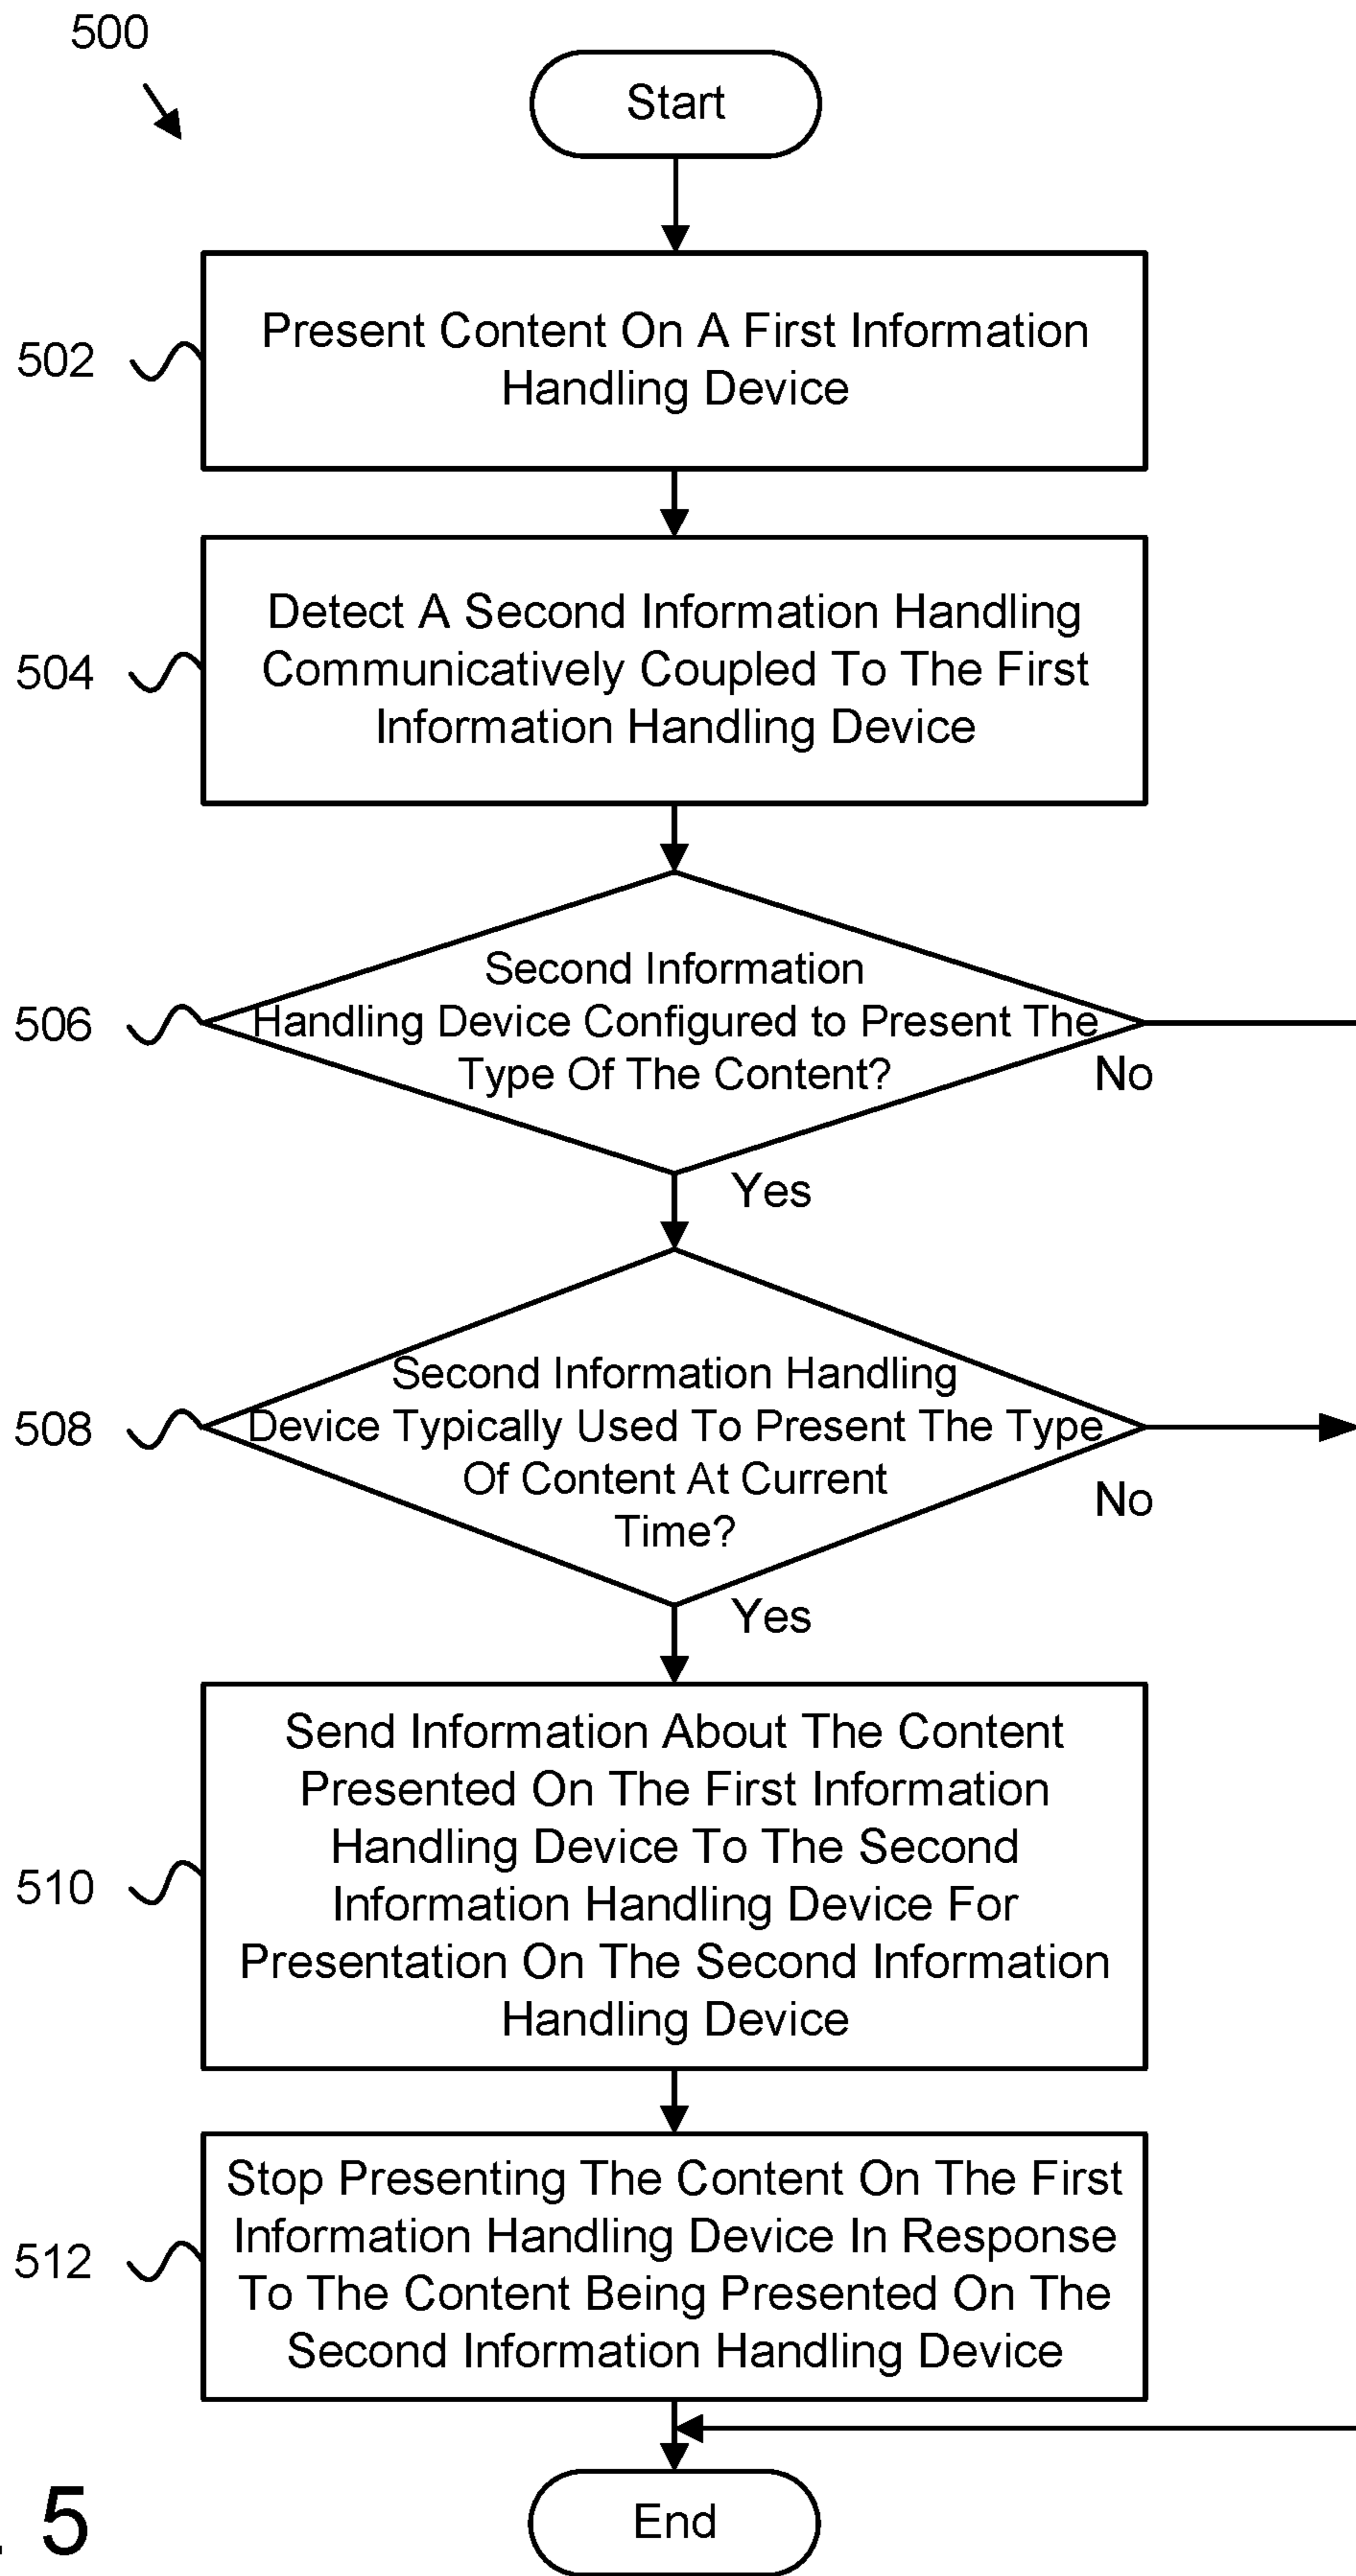 500
Start
502
Present Content On A First Information
Handling Device
504
Detect A Second Information Handling
Communicatively Coupled To The First
Information Handling Device
506
Second Information
Handling Device Configured to Present The
Type Of The Content?
No
Yes
508
Second Information Handling
Device Typically Used To Present The Type
Of Content At Current
Time?
No
Yes
510
Send Information About The Content
Presented On The First Information
Handling Device To The Second
Information Handling Device For
Presentation On The Second Information
Handling Device
512
Stop Presenting The Content On The First
Information Handling Device In Response
To The Content Being Presented On The
Second Information Handling Device
End
. 5